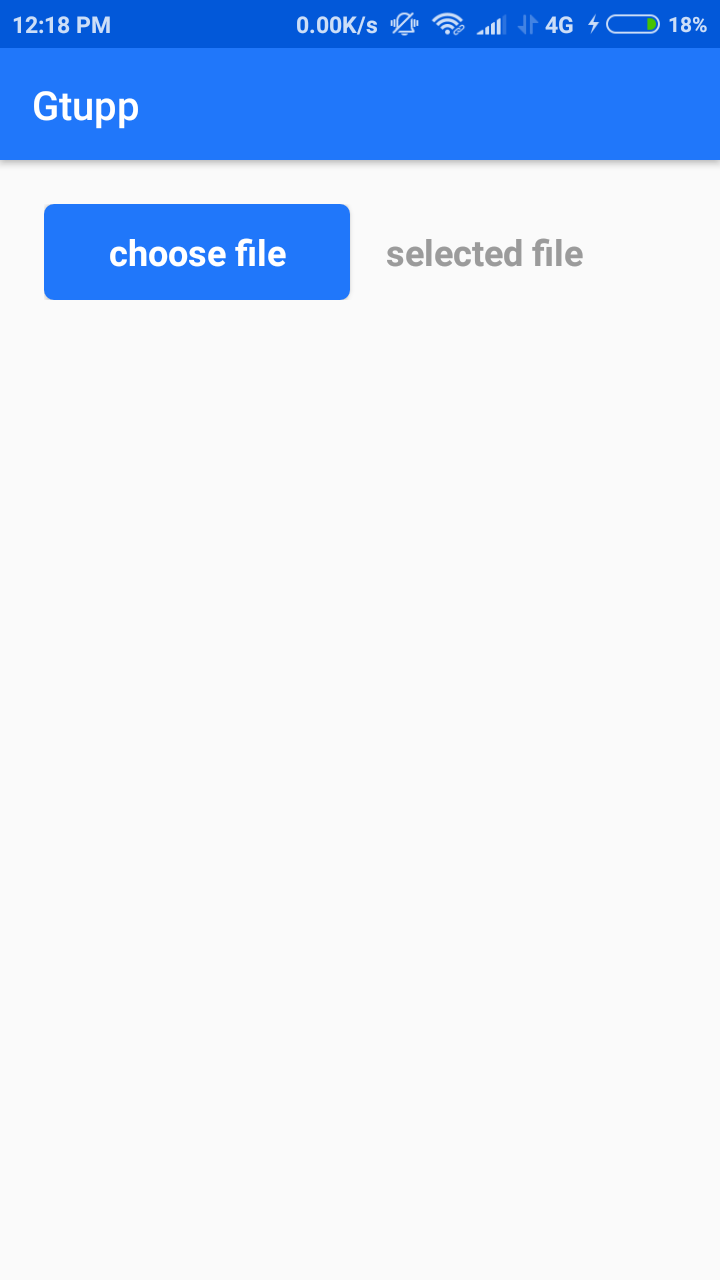 12:18 PM 0.00K/s 4G 18%
Gtupp
choose file selected file